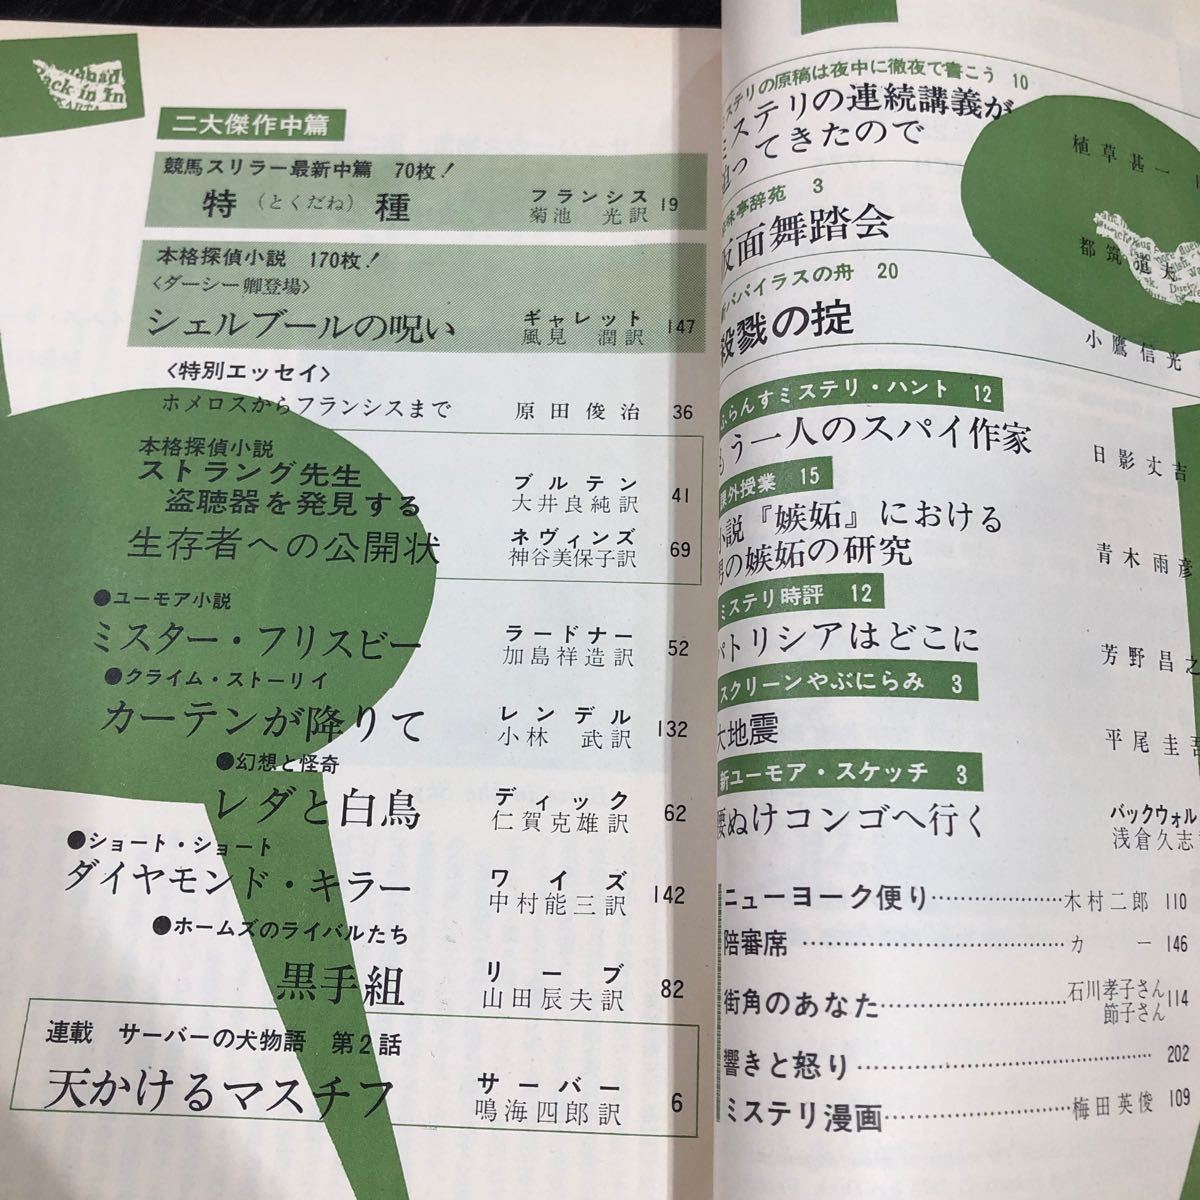 二大傑作中篇
競馬スリラー最新中篇 70枚!
特(とくだね)種 フランシス 菊池 光訳 19
本格探偵小説 170枚!
〈ダーシー卿登場〉
シェルブールの呪い ギャレット 風見 潤訳 147
〈特別エッセイ〉
ホメロスからフランシスまで 原田俊治 36
本格探偵小説
ストラング先生
盗聴器を発見する ブルテン 大井良純訳 41
生存者への公開状 ネヴィンズ 神谷美保子訳 69
●ユーモア小説
ミスター・フリスビー ラードナー 加島祥造訳 52
●クライム・ストーリイ
カーテンが降りて レンデル 小林 武訳 132
●幻想と怪奇
レダと白鳥 ディック 仁賀克雄訳 62
●ショート・ショート
ダイヤモンド・キラー ワイズ 中村能三訳 142
●ホームズのライバルたち
黒手組 リーブ 山田辰夫訳 82
連載 サーバーの犬物語 第2話
天かけるマスチフ サーバー 鳴海四郎訳 6
ステリの原稿は夜中に徹夜で書こう 10
ミステリの連続講義が
迫ってきたので 植草甚一
味亭辞苑 3
仮面舞踏会 都筑道夫
パパイラスの舟 20
殺戮の掟 小鷹信光
ふらんすミステリ・ハント 12
もう一人のスパイ作家 日影丈吉
課外授業 15
小説『嫉妬』における
男の嫉妬の研究 青木雨彦
ミステリ時評 12
パトリシアはどこに 芳野昌之
スクリーンやぶにらみ 3
大地震 平尾圭吾
新ユーモア・スケッチ 3
腰ぬけコンゴへ行く バックウォル 浅倉久志
ニューヨーク便り 木村二郎 110
陪審席 カー 146
街角のあなた 石川孝子さん 節子さん 114
響きと怒り 202
ミステリ漫画 梅田英俊 109